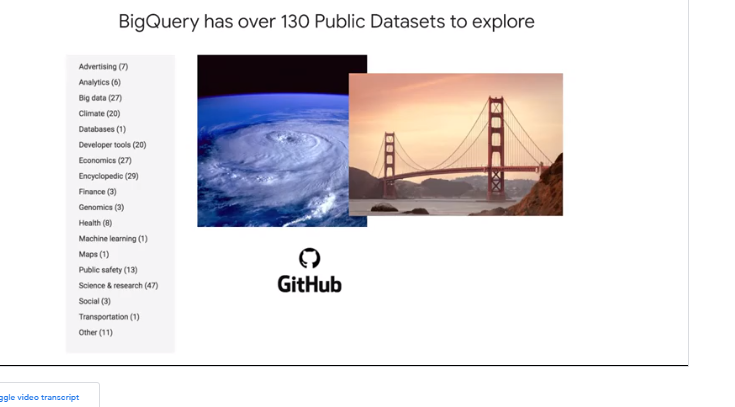 BigQuery has over 130 Public Datasets to explore
Advertising (7)
Analytics (6)
Big data (27)
Climate (20)
Databases (1)
Developer tools (20)
Economics (27)
Encyclopedic (29)
Finance (3)
Genomics (3)
Health (8)
Machine learning (1)
Maps (1)
Public safety (13)
Science & research (47)
Social (3)
Transportation (1)
Other (11)
GitHub
ggle video transcript